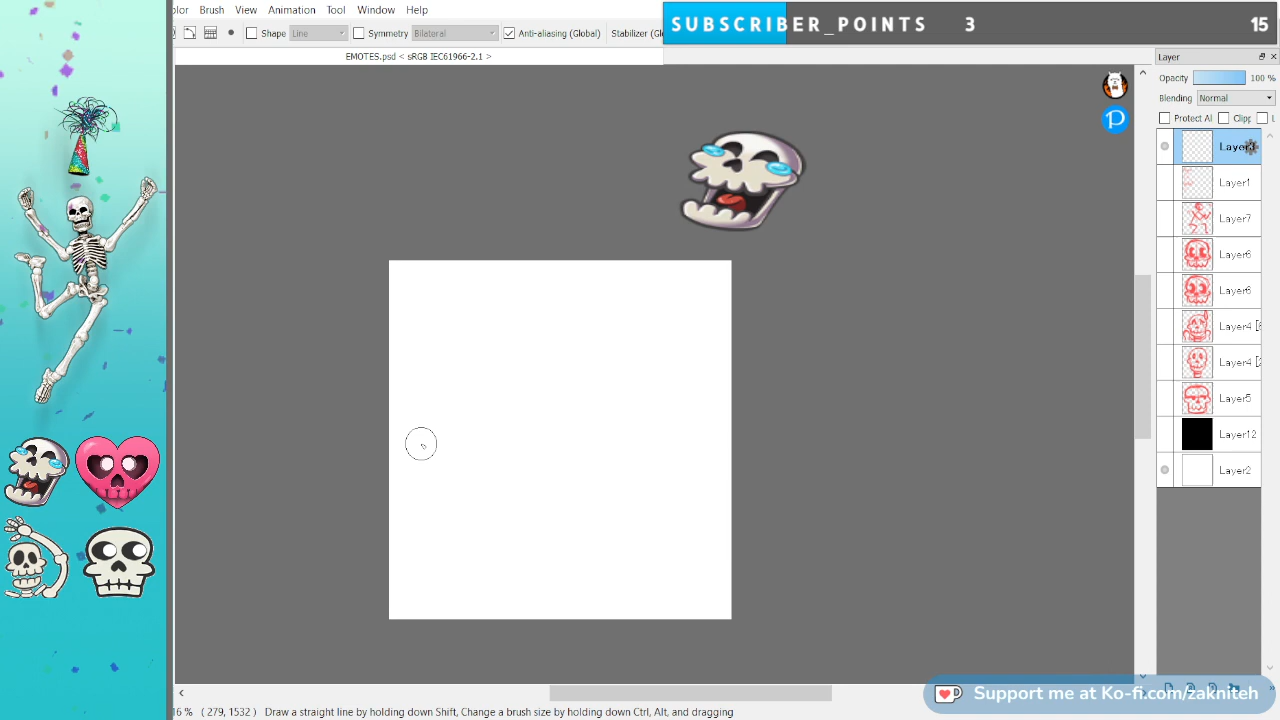 olor Brush View Animation Tool Window Help
SUBSCRIBER_POINTS 3 15
Shape Line Symmetry Bilateral Anti-aliasing (Global) Stabilizer (Gl
EMOTES.psd < sRGB IEC61966-2.1 >
Layer
Opacity 100 %
Blending Normal
Protect Al Clipp L
Layer
Layer1
Layer7
Layer6
Layer6
Layer4
Layer4 [2
Layer5
Layer12
Layer2
Support me at Ko-fi.com/zakniteh
16 % ( 279, 1532 ) Draw a straight line by holding down Shift, Change a brush size by holding down Ctrl, Alt, and dragging